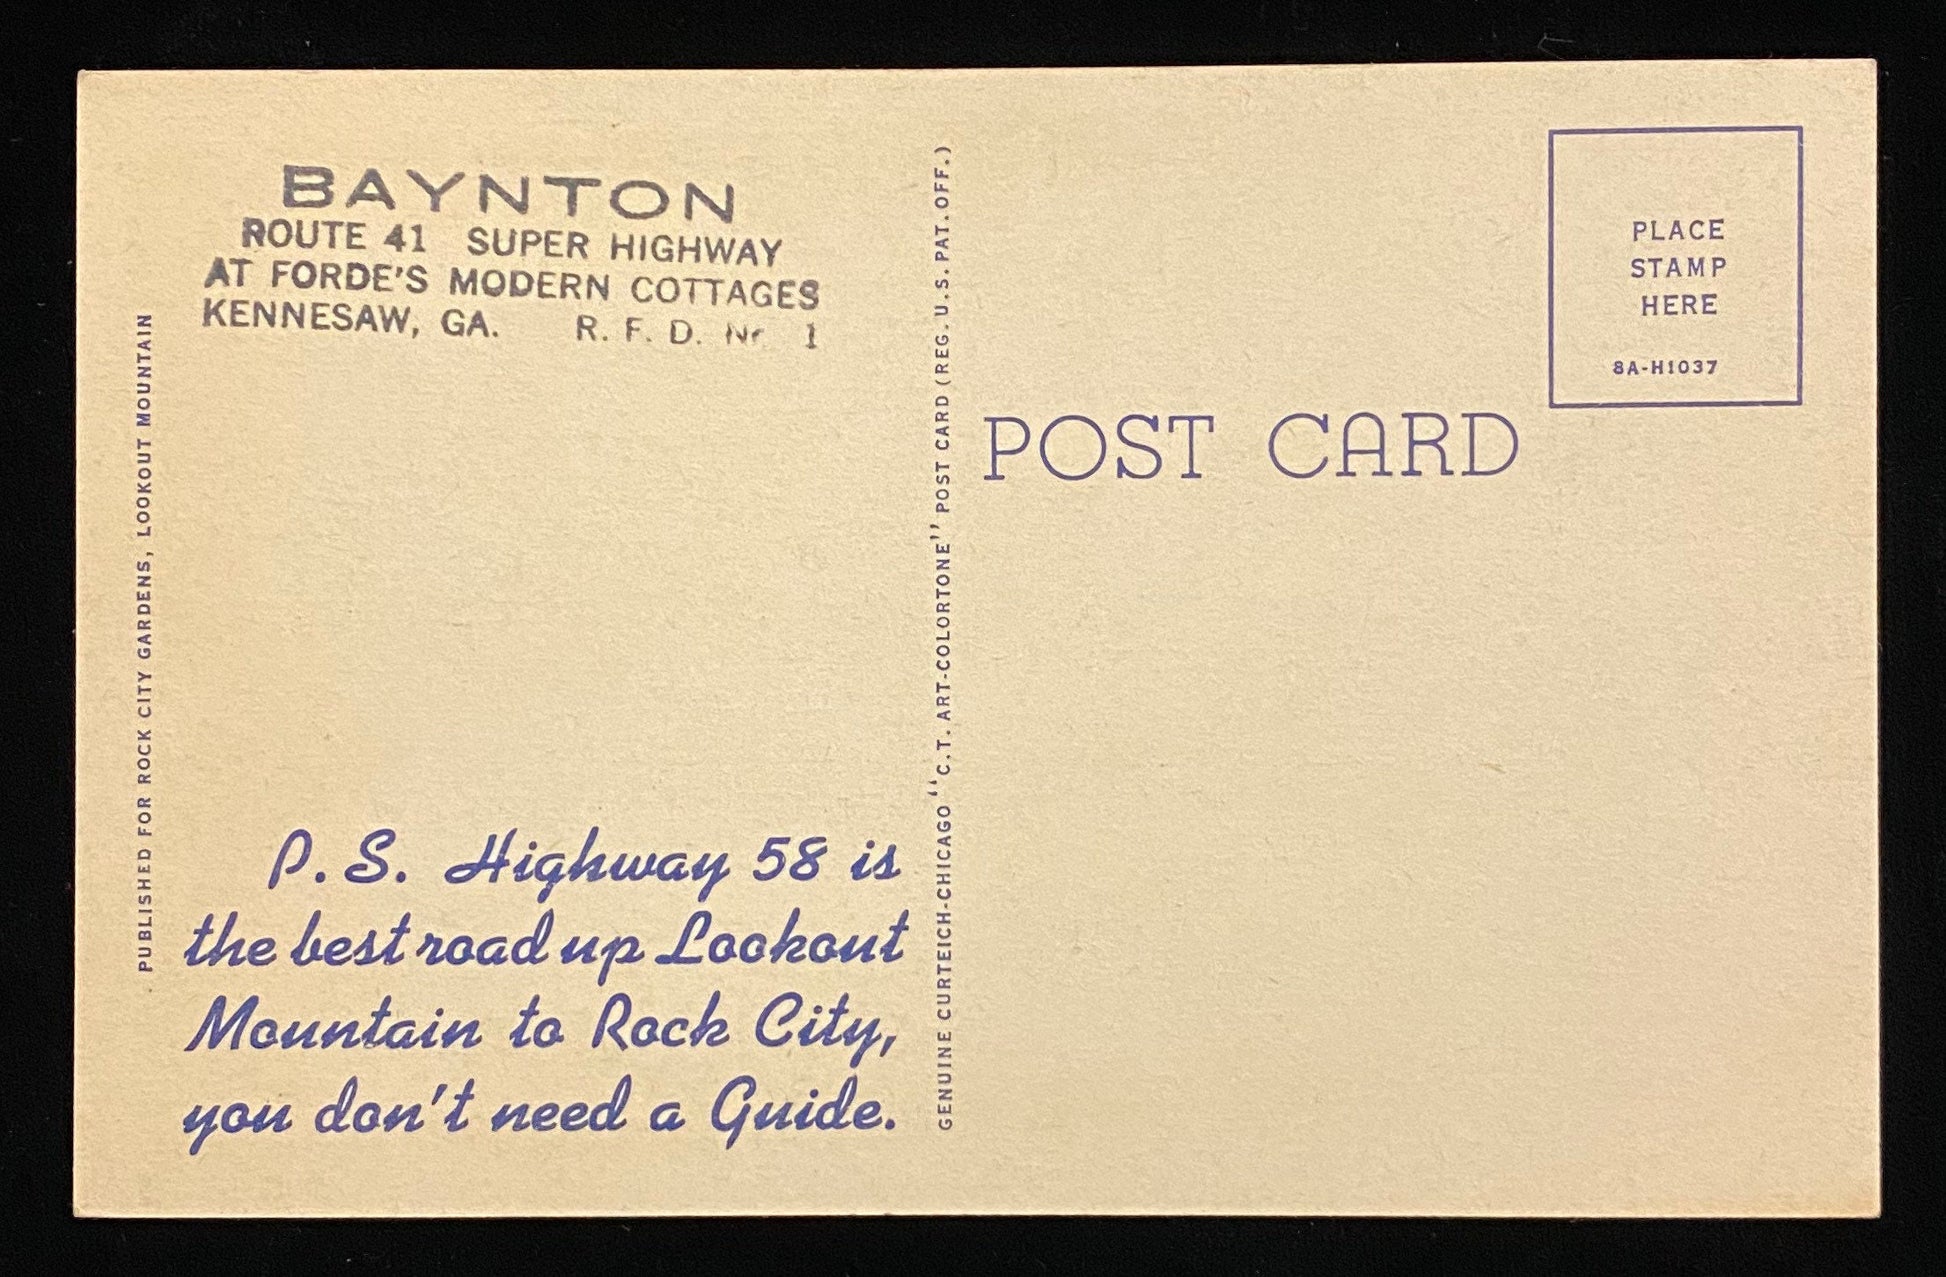 BAYNTON
ROUTE 41 SUPER HIGHWAY
AT FORDE'S MODERN COTTAGES
KENNESAW, GA. R. F. D. 1
PUBLISHED FOR ROCK CITY GARDENS, LOOKOUT MOUNTAIN
P.S. Highway 58 is
the best road up Lookout
Mountain to Rock City,
you don't need a Guide.
GENUINE CURTEICH-CHICAGO "C.T. ART-COLORTONE" POST CARD (REG. U.S. PAT. OFF.)
POST CARD
PLACE
STAMP
HERE
8A-H1037